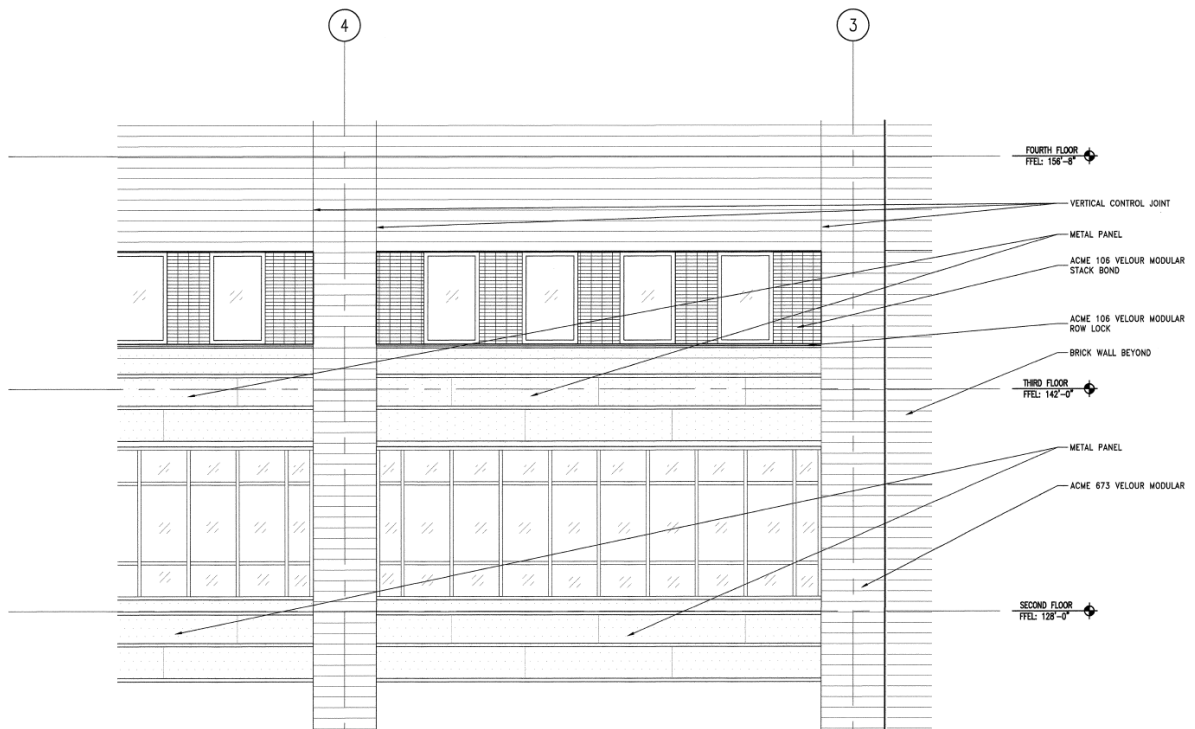 4
3
FOURTH FLOOR
FFEL: 156'-8"
VERTICAL CONTROL JOINT
METAL PANEL
ACME 106 VELOUR MODULAR
STACK BOND
ACME 106 VELOUR MODULAR
ROW LOCK
BRICK WALL BEYOND
THIRD FLOOR
FFEL: 142'-0"
METAL PANEL
ACME 673 VELOUR MODULAR
SECOND FLOOR
FFEL: 128'-0"